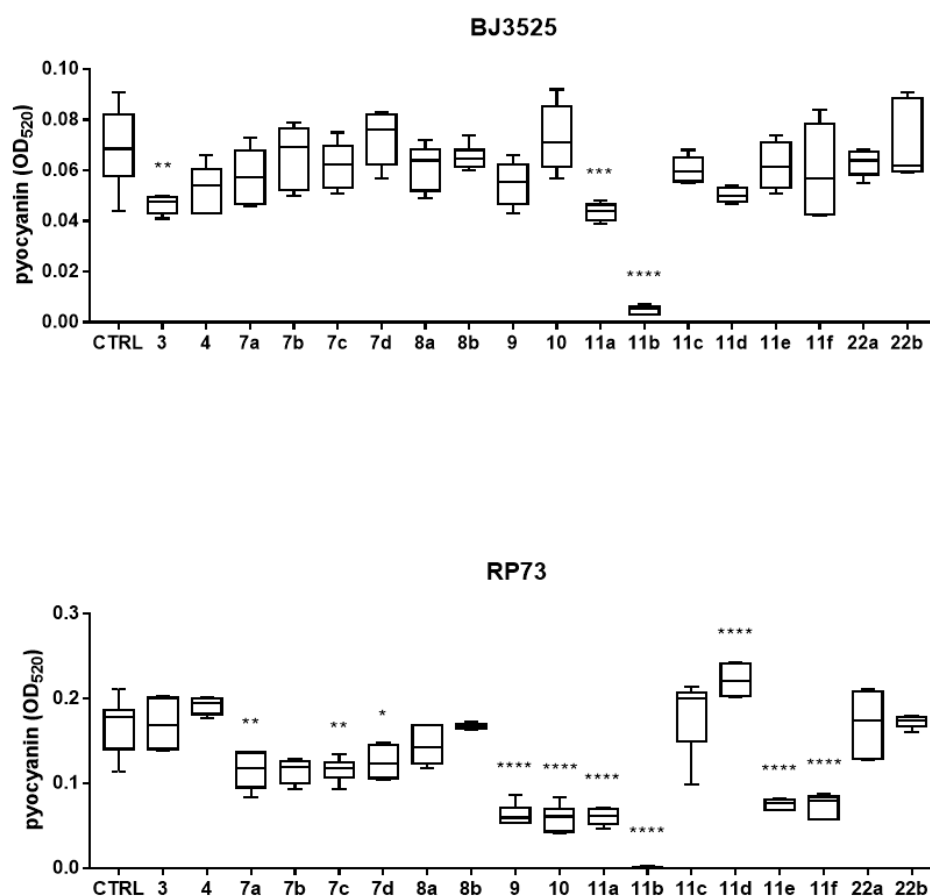 BJ3525
0.10
0.08
0.06
0.04
0.02
0.00
pyocyanin (OD520)
**
***
****
CTRL 3 4 7a 7b 7c 7d 8a 8b 9 10 11a 11b 11c 11d 11e 11f 22a 22b
RP73
0.3
0.2
0.1
0.0
pyocyanin (OD520)
****
** ** *
**** **** **** **** ****
****
CTRL 3 4 7a 7b 7c 7d 8a 8b 9 10 11a 11b 11c 11d 11e 11f 22a 22b